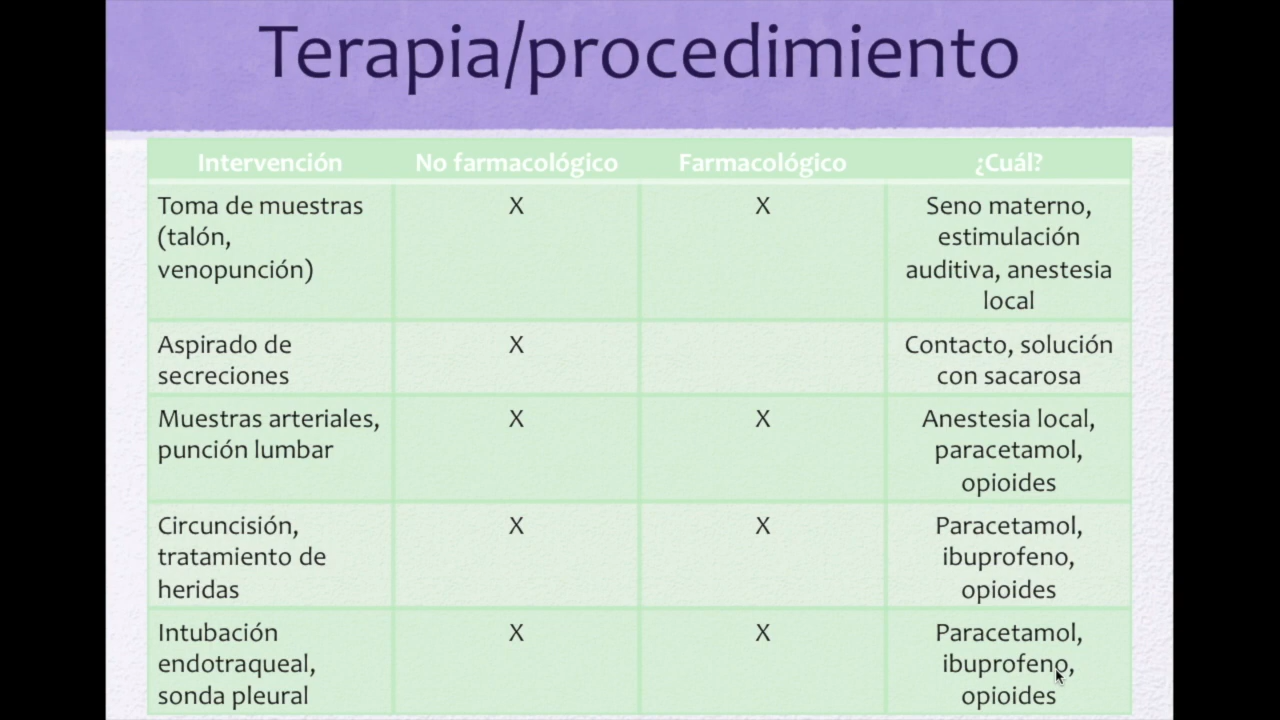 Terapia/procedimiento
Intervención No farmacológico Farmacológico ¿Cuál?
Toma de muestras X X Seno materno,
(talón, estimulación
venopunción) auditiva, anestesia
local
Aspirado de X Contacto, solución
secreciones con sacarosa
Muestras arteriales, X X Anestesia local,
punción lumbar paracetamol,
opioides
Circuncisión, X X Paracetamol,
tratamiento de ibuprofeno,
heridas opioides
Intubación X X Paracetamol,
endotraqueal, ibuprofeno,
sonda pleural opioides